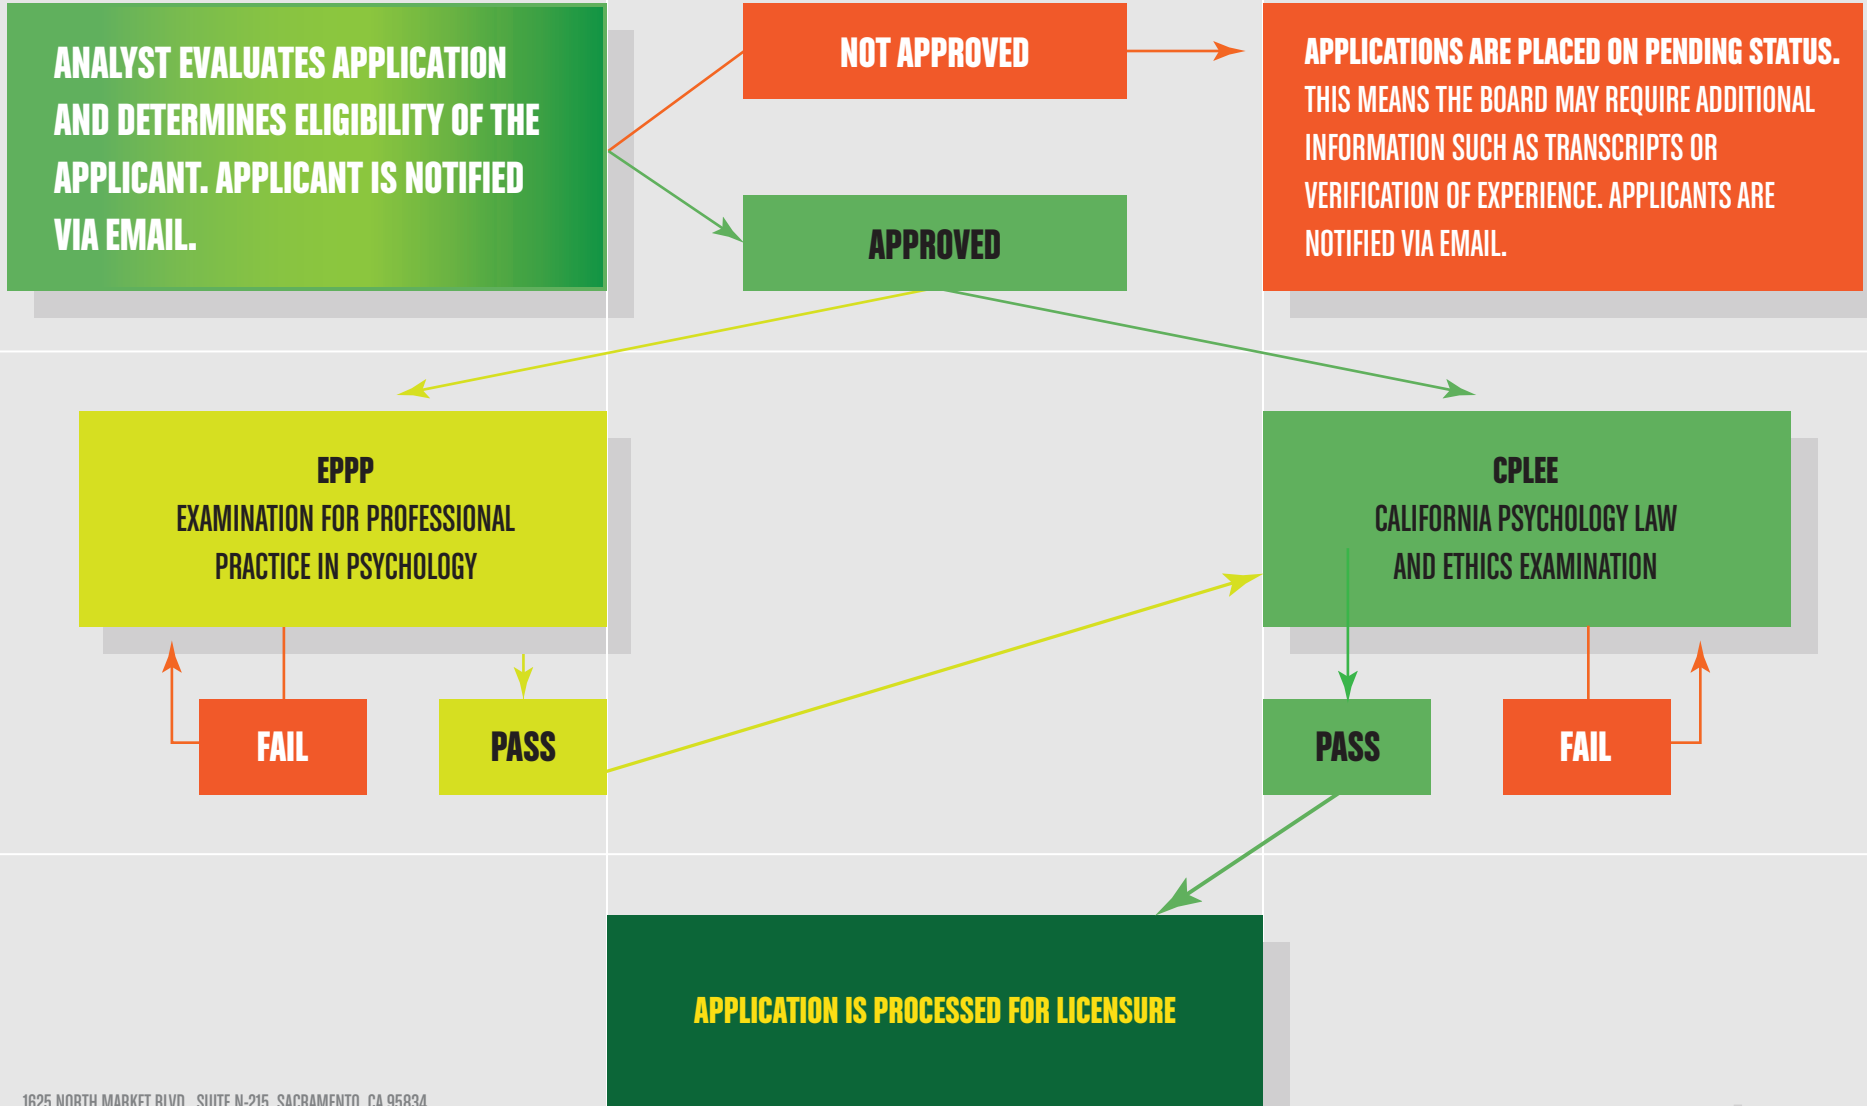 ANALYST EVALUATES APPLICATION
AND DETERMINES ELIGIBILITY OF THE
APPLICANT. APPLICANT IS NOTIFIED
VIA EMAIL.
NOT APPROVED
APPROVED
APPLICATIONS ARE PLACED ON PENDING STATUS.
THIS MEANS THE BOARD MAY REQUIRE ADDITIONAL
INFORMATION SUCH AS TRANSCRIPTS OR
VERIFICATION OF EXPERIENCE. APPLICANTS ARE
NOTIFIED VIA EMAIL.
EPPP
EXAMINATION FOR PROFESSIONAL
PRACTICE IN PSYCHOLOGY
CPLEE
CALIFORNIA PSYCHOLOGY LAW
AND ETHICS EXAMINATION
FAIL
PASS
PASS
FAIL
APPLICATION IS PROCESSED FOR LICENSURE
1625 NORTH MARKET BLVD., SUITE N-215, SACRAMENTO, CA 95834